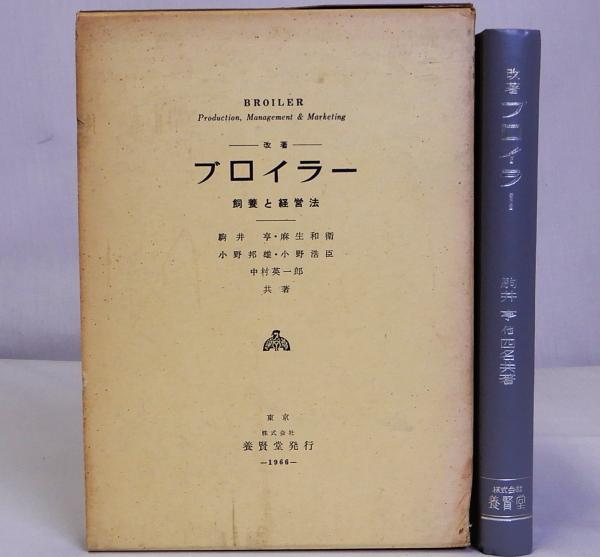 BROILER
Production, Management & Marketing
改著
ブロイラー
飼養と経営法
駒井 亨・麻生和衛
小野邦雄・小野浩臣
中村英一郎
共著
東京
株式会社
養賢堂発行
—1966—
改著 ブロイラー
駒井 亨 他四名共著
株式会社
養賢堂